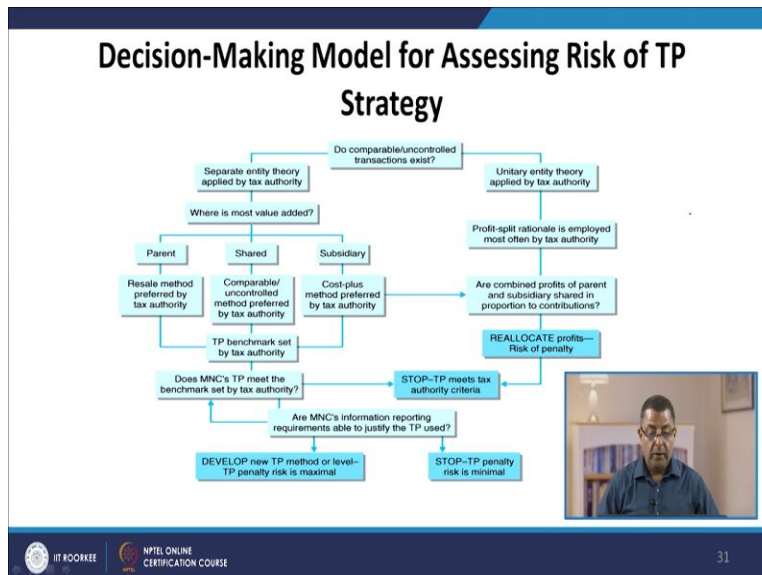 Decision-Making Model for Assessing Risk of TP
Strategy
Do comparable/uncontrolled
transactions exist?
Separate entity theory
applied by tax authority
Unitary entity theory
applied by tax authority
Where is most value added?
Profit-split rationale is employed
most often by tax authority
Parent
Shared
Subsidiary
Resale method
preferred by
tax authority
Comparable/
uncontrolled
method preferred
by tax authority
Cost-plus
method preferred
by tax authority
Are combined profits of parent
and subsidiary shared in
proportion to contributions?
TP benchmark set
by tax authority
REALLOCATE profits—
Risk of penalty
Does MNC's TP meet the
benchmark set by tax authority?
STOP–TP meets tax
authority criteria
Are MNC's information reporting
requirements able to justify the TP used?
DEVELOP new TP method or level–
TP penalty risk is maximal
STOP–TP penalty
risk is minimal
IIT ROORKEE
NPTEL ONLINE
CERTIFICATION COURSE
31